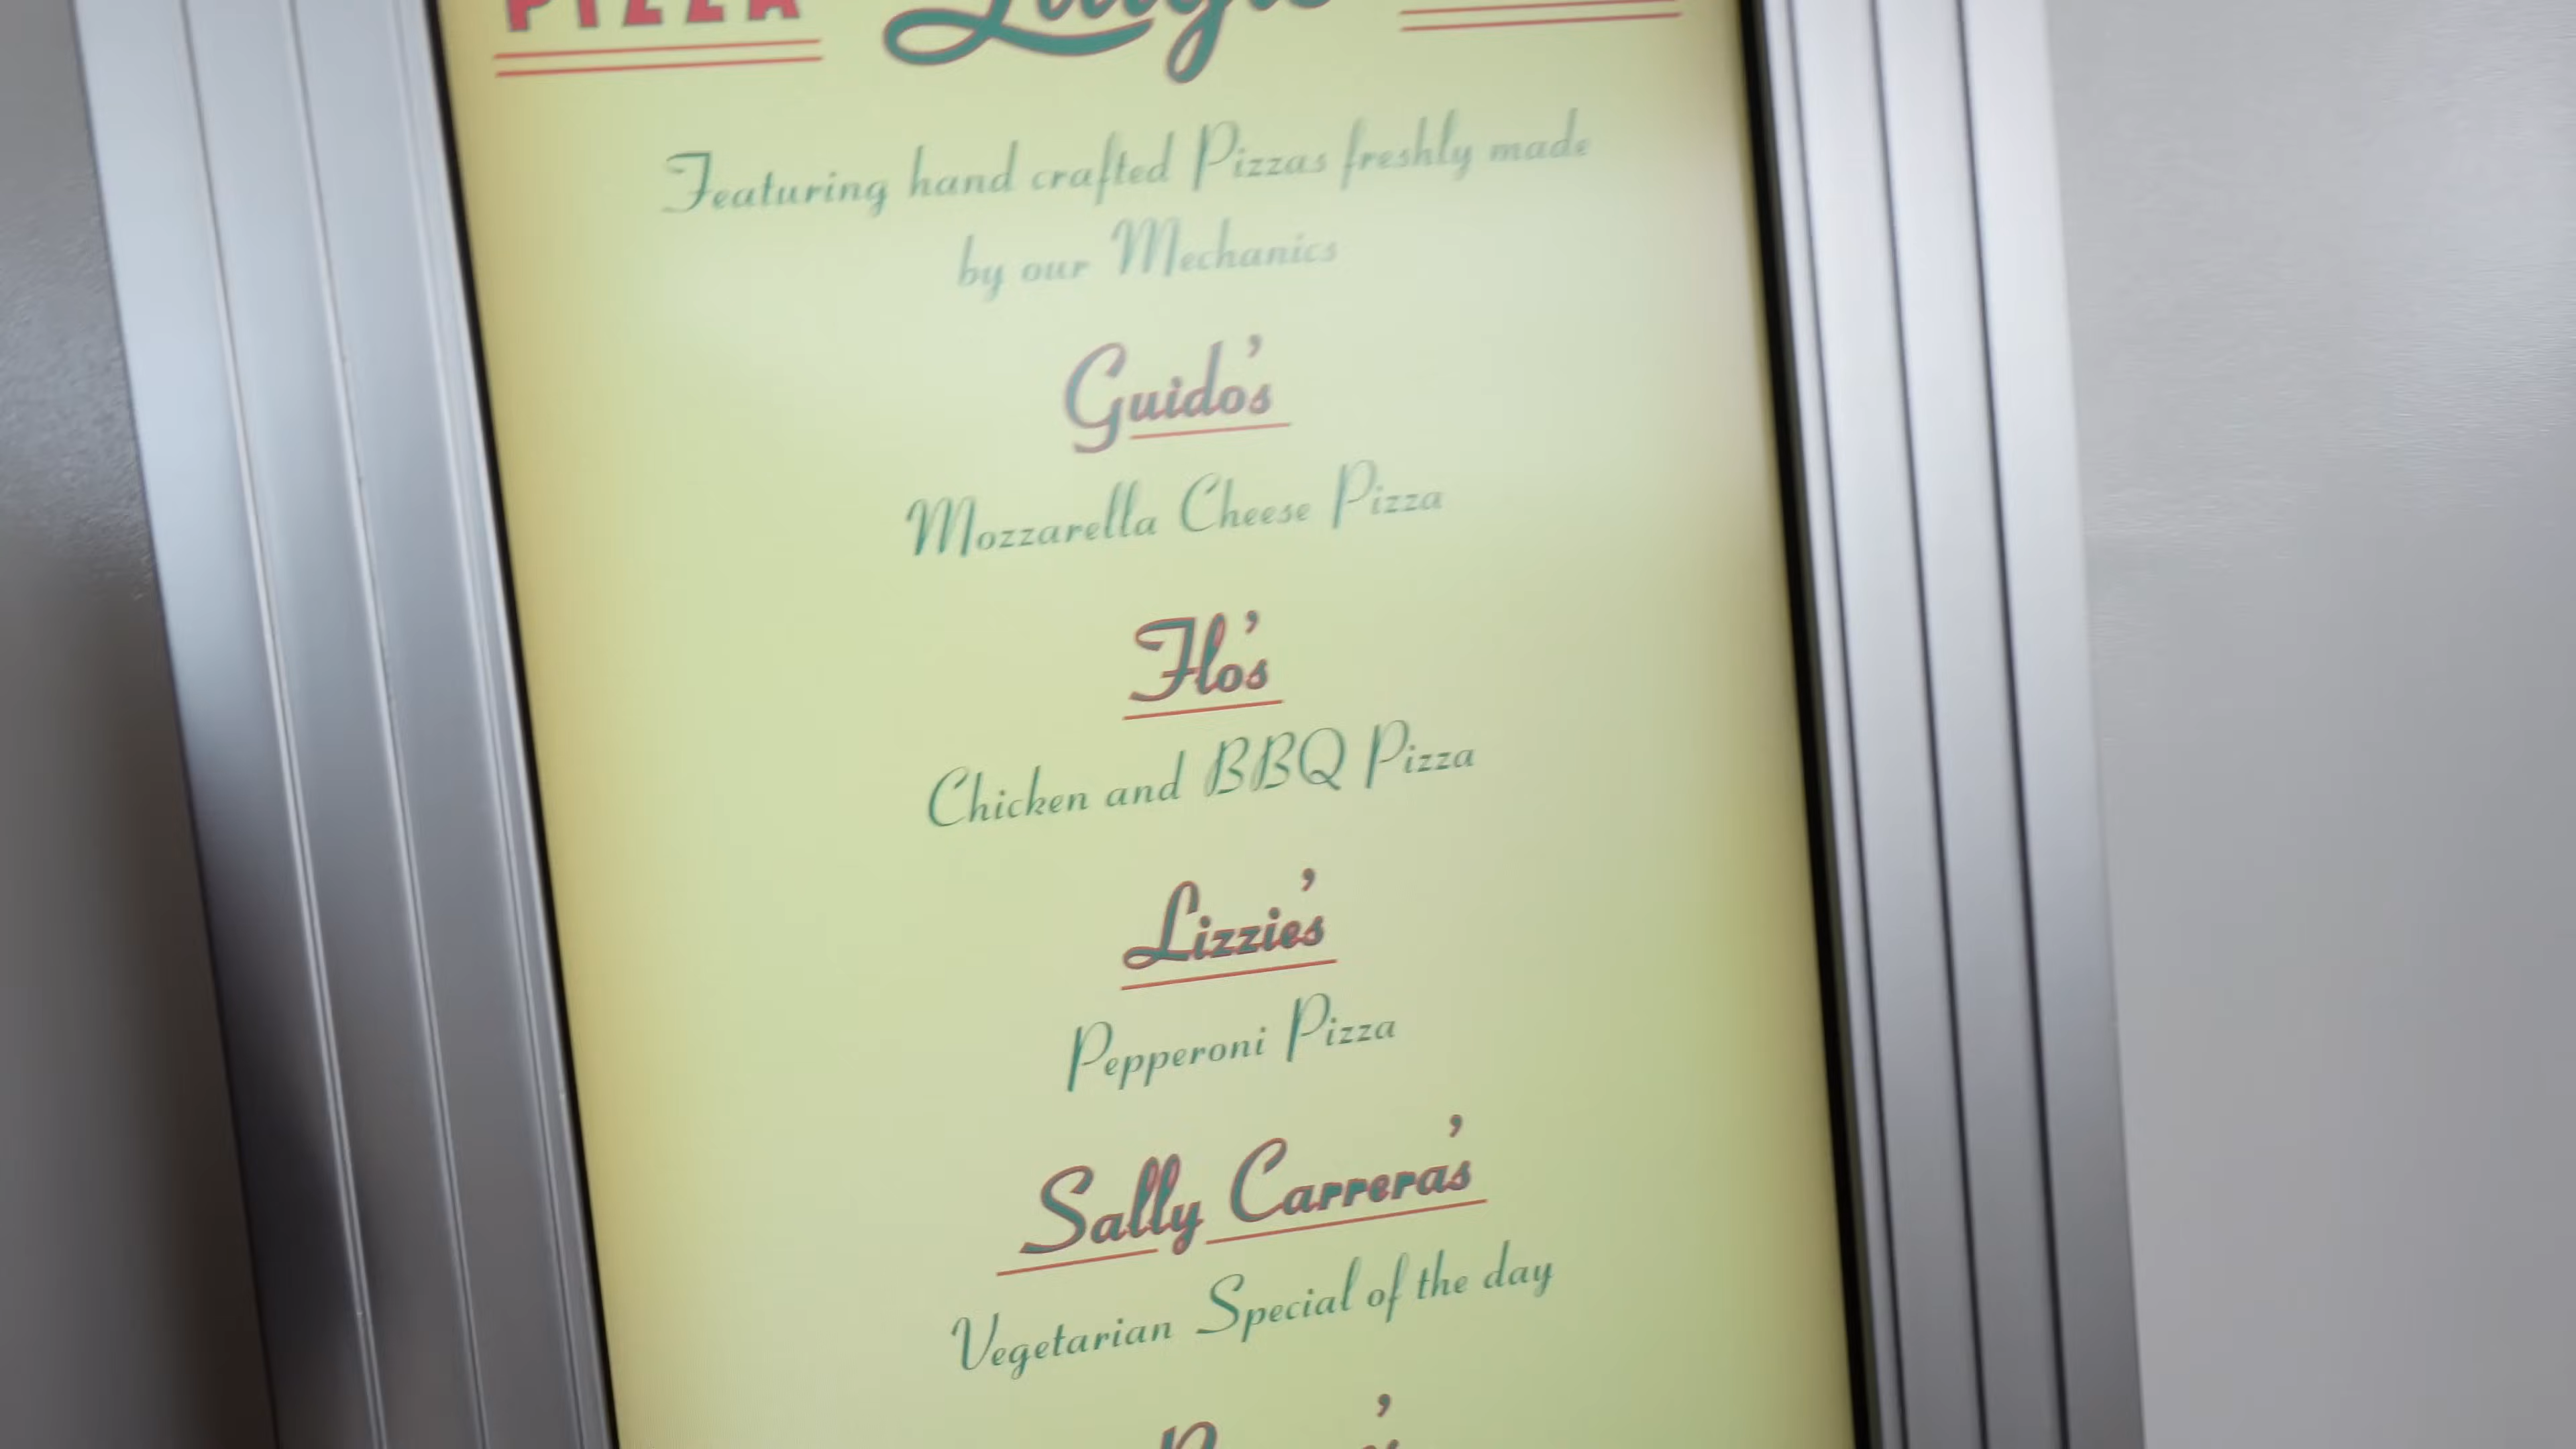 PIZZA Luigi's
Featuring hand crafted Pizzas freshly made
by our Mechanics
Guido's
Mozzarella Cheese Pizza
Flo's
Chicken and BBQ Pizza
Lizzie's
Pepperoni Pizza
Sally Carrera's
Vegetarian Special of the day